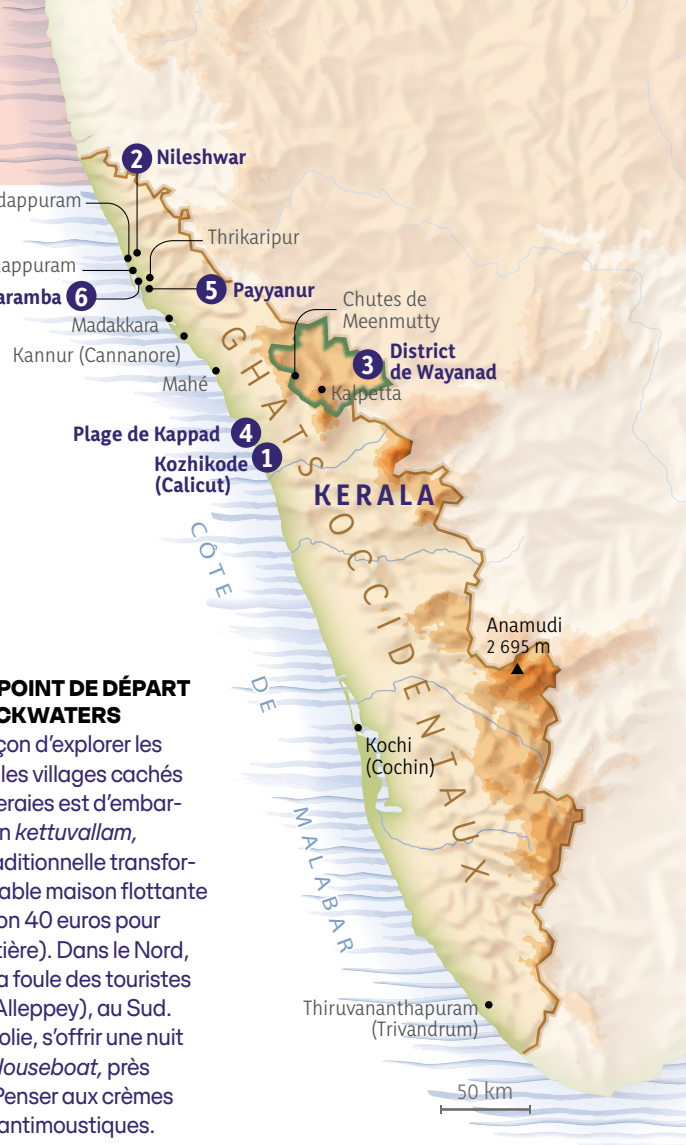 2 Nileshwar
dappuram
Thrikaripur
appuram
5 Payyanur
aramba 6
Chutes de
Meenmutty
Madakkara
Kannur (Cannanore)
3 District
de Wayanad
Mahé
Kalpetta
Plage de Kappad 4
Kozhikode 1
(Calicut)
KERALA
GHATS OCCIDENTAUX
CÔTE DE MALABAR
Anamudi
2 695 m
Kochi
(Cochin)
POINT DE DÉPART
CKWATERS
çon d’explorer les
les villages cachés
eraies est d’embar-
n kettuvallam,
aditionnelle transfor-
able maison flottante
on 40 euros pour
tière). Dans le Nord,
a foule des touristes
Alleppey), au Sud.
olie, s’offrir une nuit
Houseboat, près
Penser aux crèmes
antimoustiques.
Thiruvananthapuram
(Trivandrum)
50 km